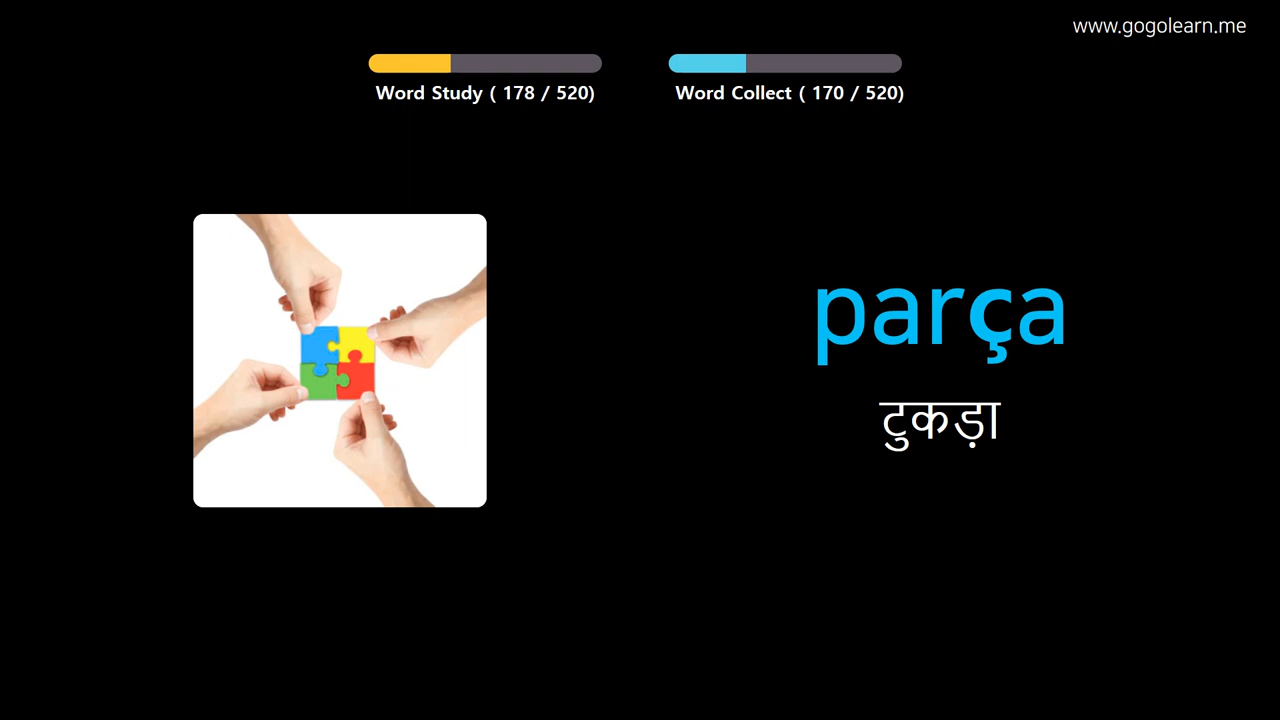 www.gogolearn.me
Word Study ( 178 / 520)
Word Collect ( 170 / 520)
parça
टुकड़ा